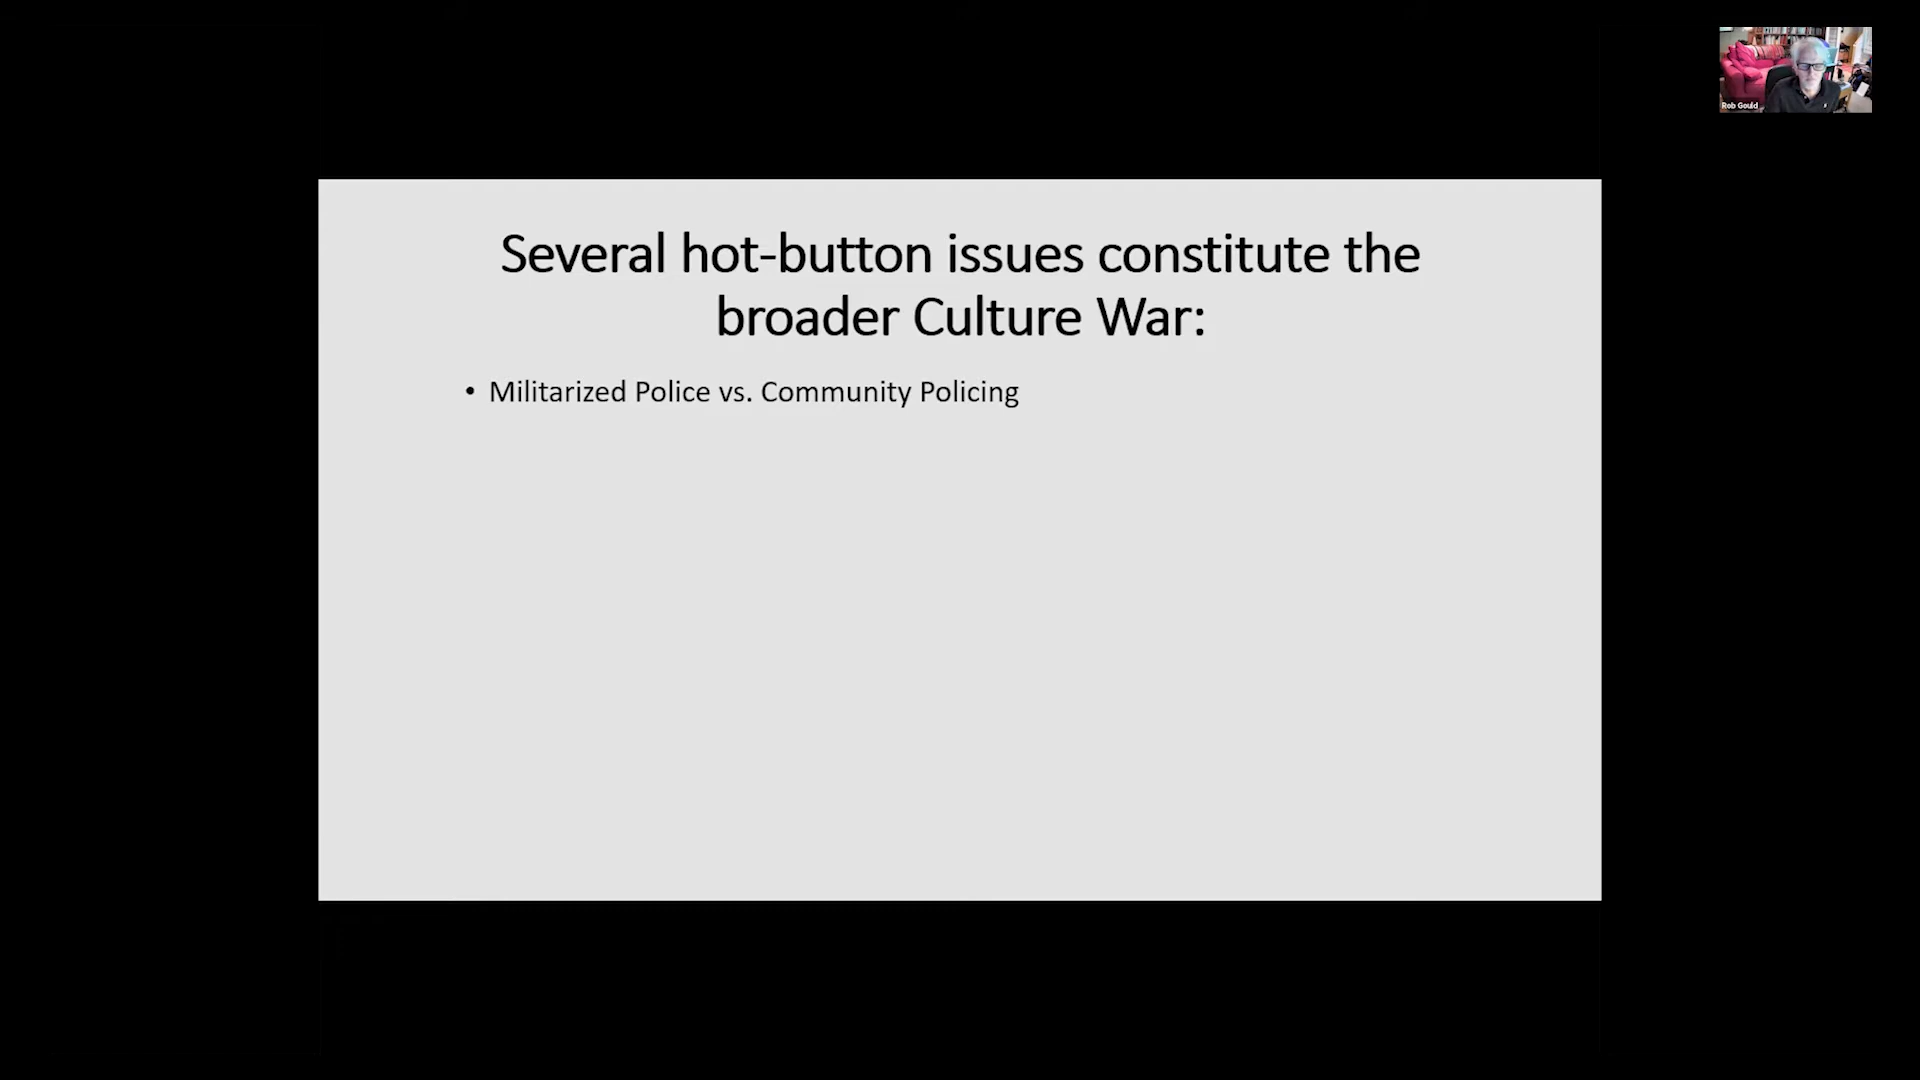 Rob Gould
Several hot-button issues constitute the
broader Culture War:
• Militarized Police vs. Community Policing